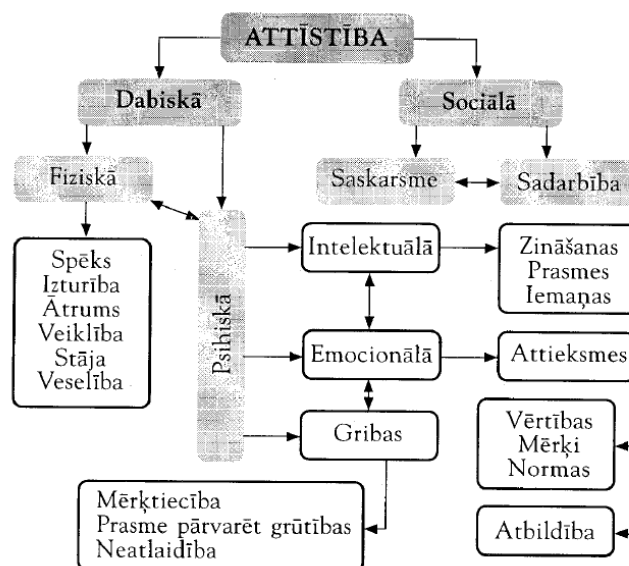 ATTĪSTĪBA
Dabiskā
Sociālā
Fiziskā
Saskarsme
Sadarbība
Psihiskā
Spēks
Izturība
Ātrums
Veiklība
Stāja
Veselība
Intelektuālā
Zināšanas
Prasmes
Iemaņas
Emocionālā
Attieksmes
Gribas
Vērtības
Mērķi
Normas
Mērķtiecība
Prasme pārvarēt grūtības
Neatlaidība
Atbildība